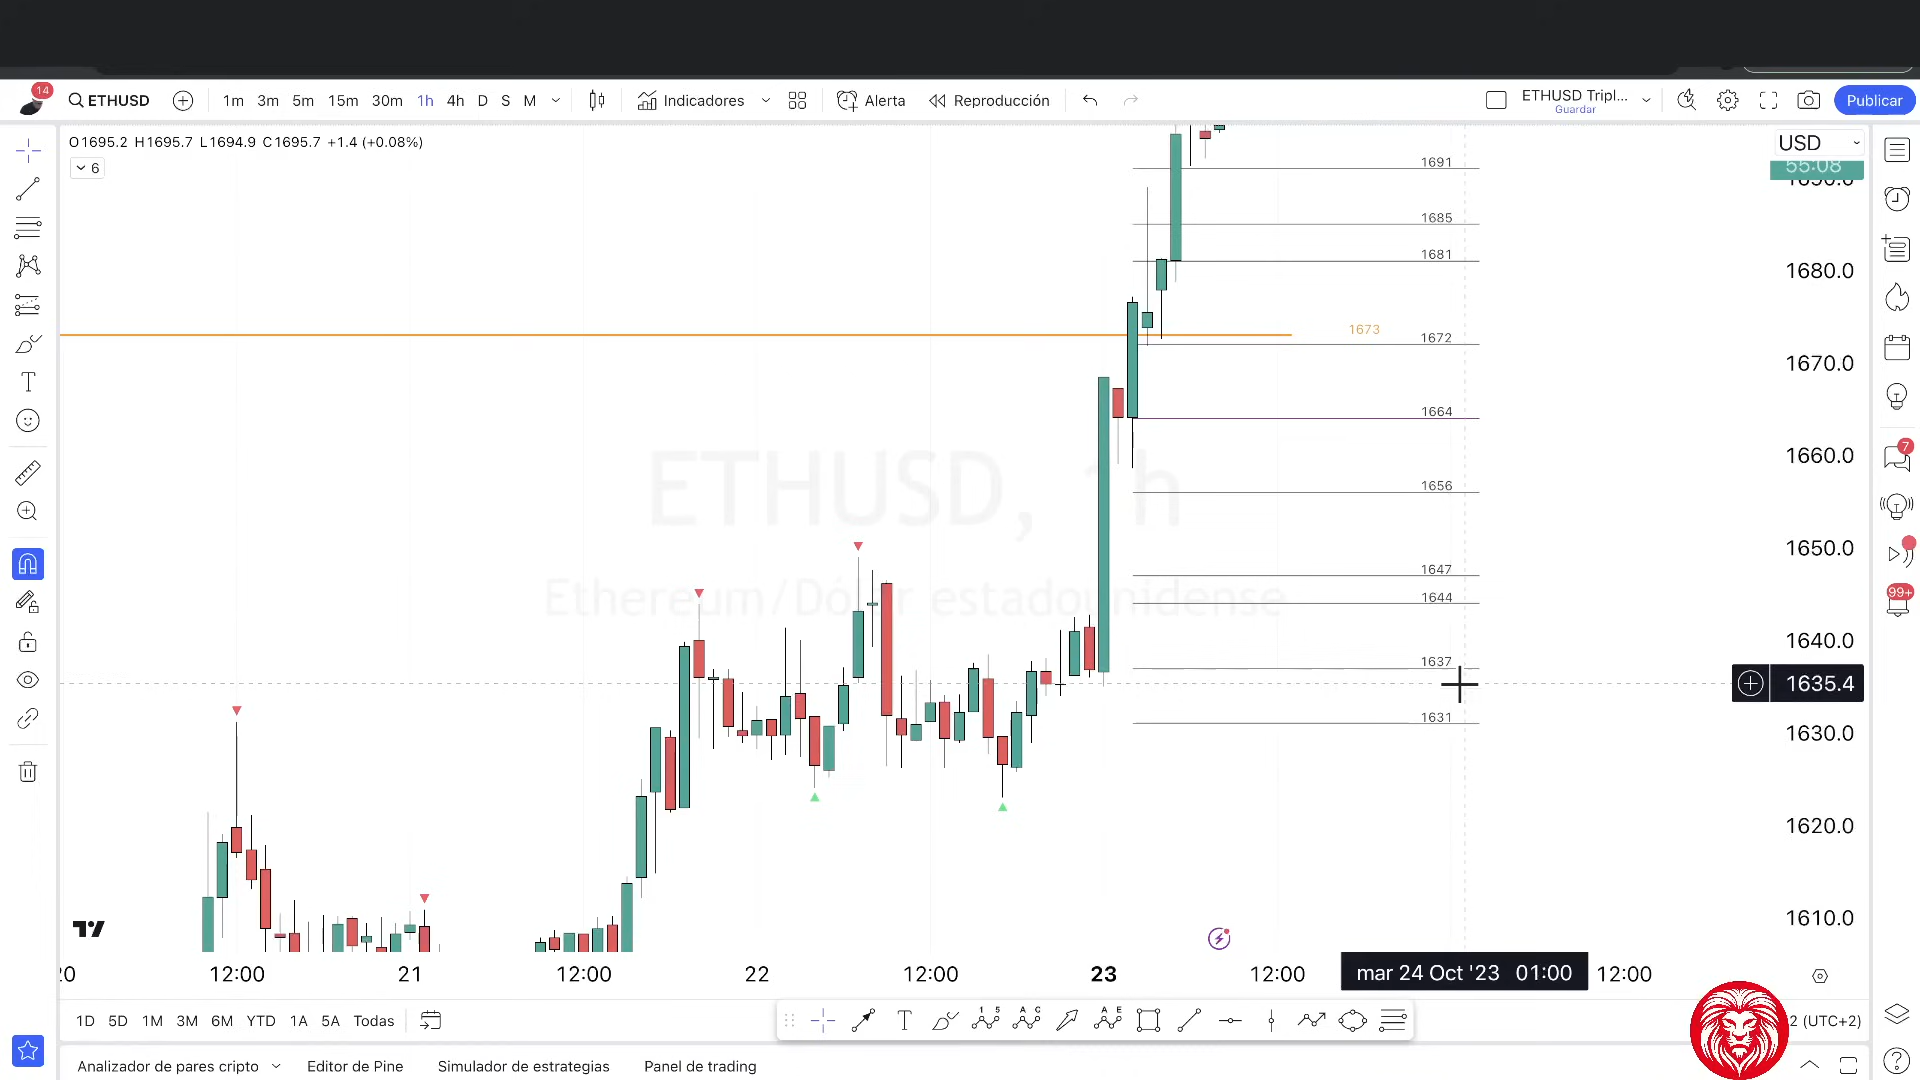 14
ETHUSD
1m 3m 5m 15m 30m 1h 4h D S M
Indicadores
Alerta
Reproducción
ETHUSD Tripl...
Guardar
Publicar
O1695.2 H1695.7 L1694.9 C1695.7 +1.4 (+0.08%)
6
USD
55:08
1691
1685
1681
1680.0
1673
1672
1670.0
1664
1660.0
7
ETHUSD, 1h
Ethereum/Dólar estadounidense
1656
1650.0
1647
1644
99+
1640.0
1637
1635.4
1631
1630.0
1620.0
1610.0
12:00 21 12:00 22 12:00 23 12:00 mar 24 Oct '23 01:00 12:00
1D 5D 1M 3M 6M YTD 1A 5A Todas
1 5
A C
A E
T
2 (UTC+2)
Analizador de pares cripto
Editor de Pine
Simulador de estrategias
Panel de trading